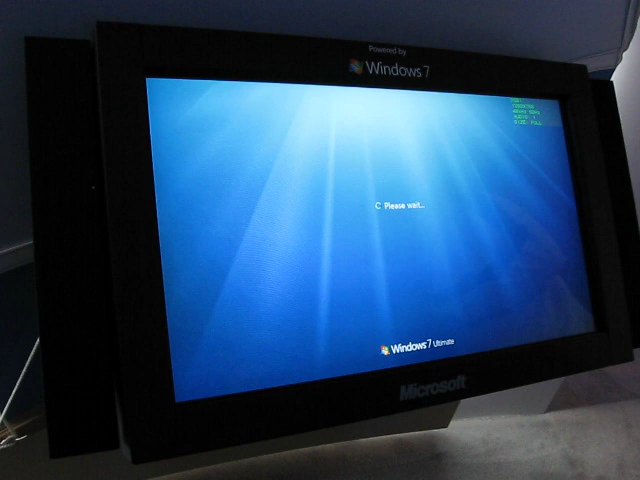 Powered by
Windows 7
Please wait...
Windows 7 Ultimate
Microsoft